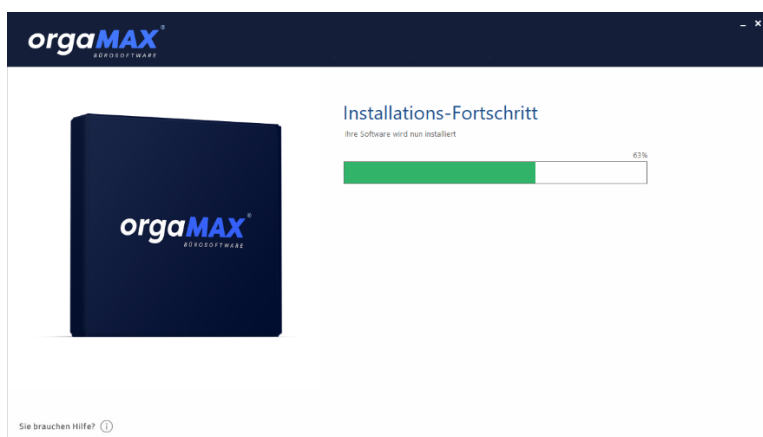 orgaMAX®
BÜROSOFTWARE
Installations-Fortschritt
Ihre Software wird nun installiert
63%
orgaMAX®
BÜROSOFTWARE
Sie brauchen Hilfe? i